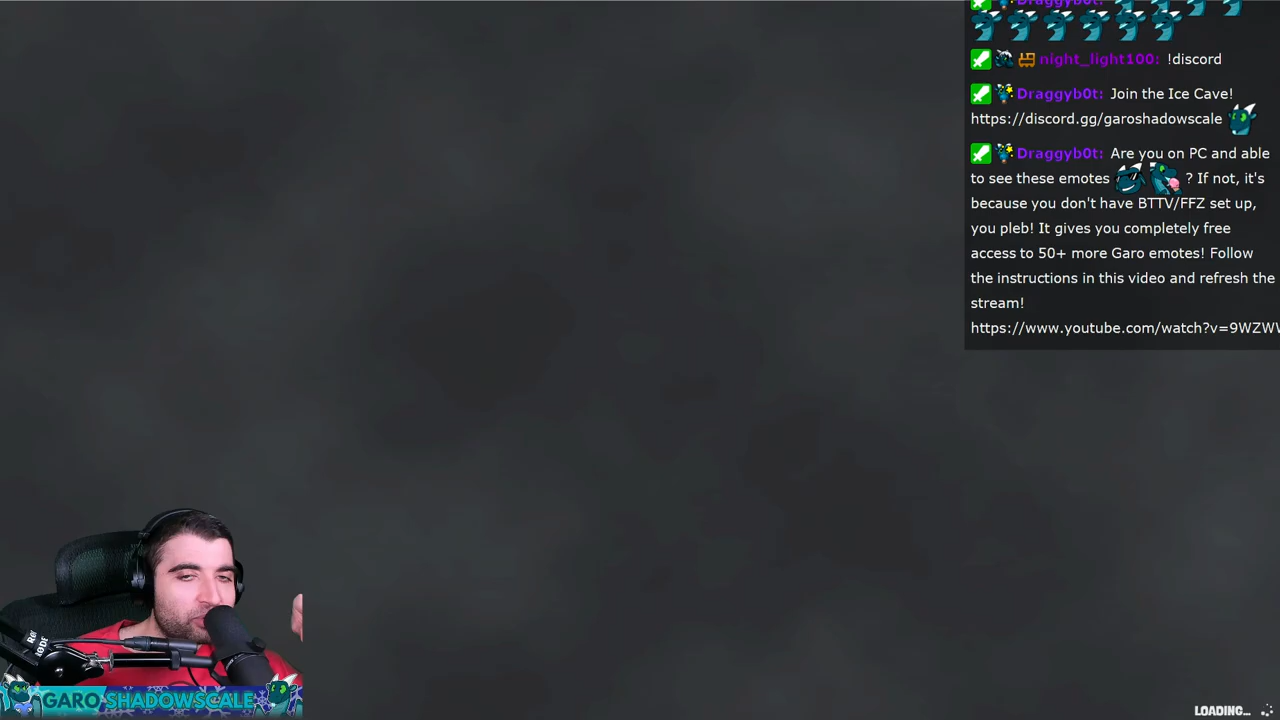 Draggyb0t:
night_light100: !discord
Draggyb0t: Join the Ice Cave!
https://discord.gg/garoshadowscale
Draggyb0t: Are you on PC and able
to see these emotes ? If not, it's
because you don't have BTTV/FFZ set up,
you pleb! It gives you completely free
access to 50+ more Garo emotes! Follow
the instructions in this video and refresh the
stream!
https://www.youtube.com/watch?v=9WZW
RØDE
GARO SHADOWSCALE
LOADING...